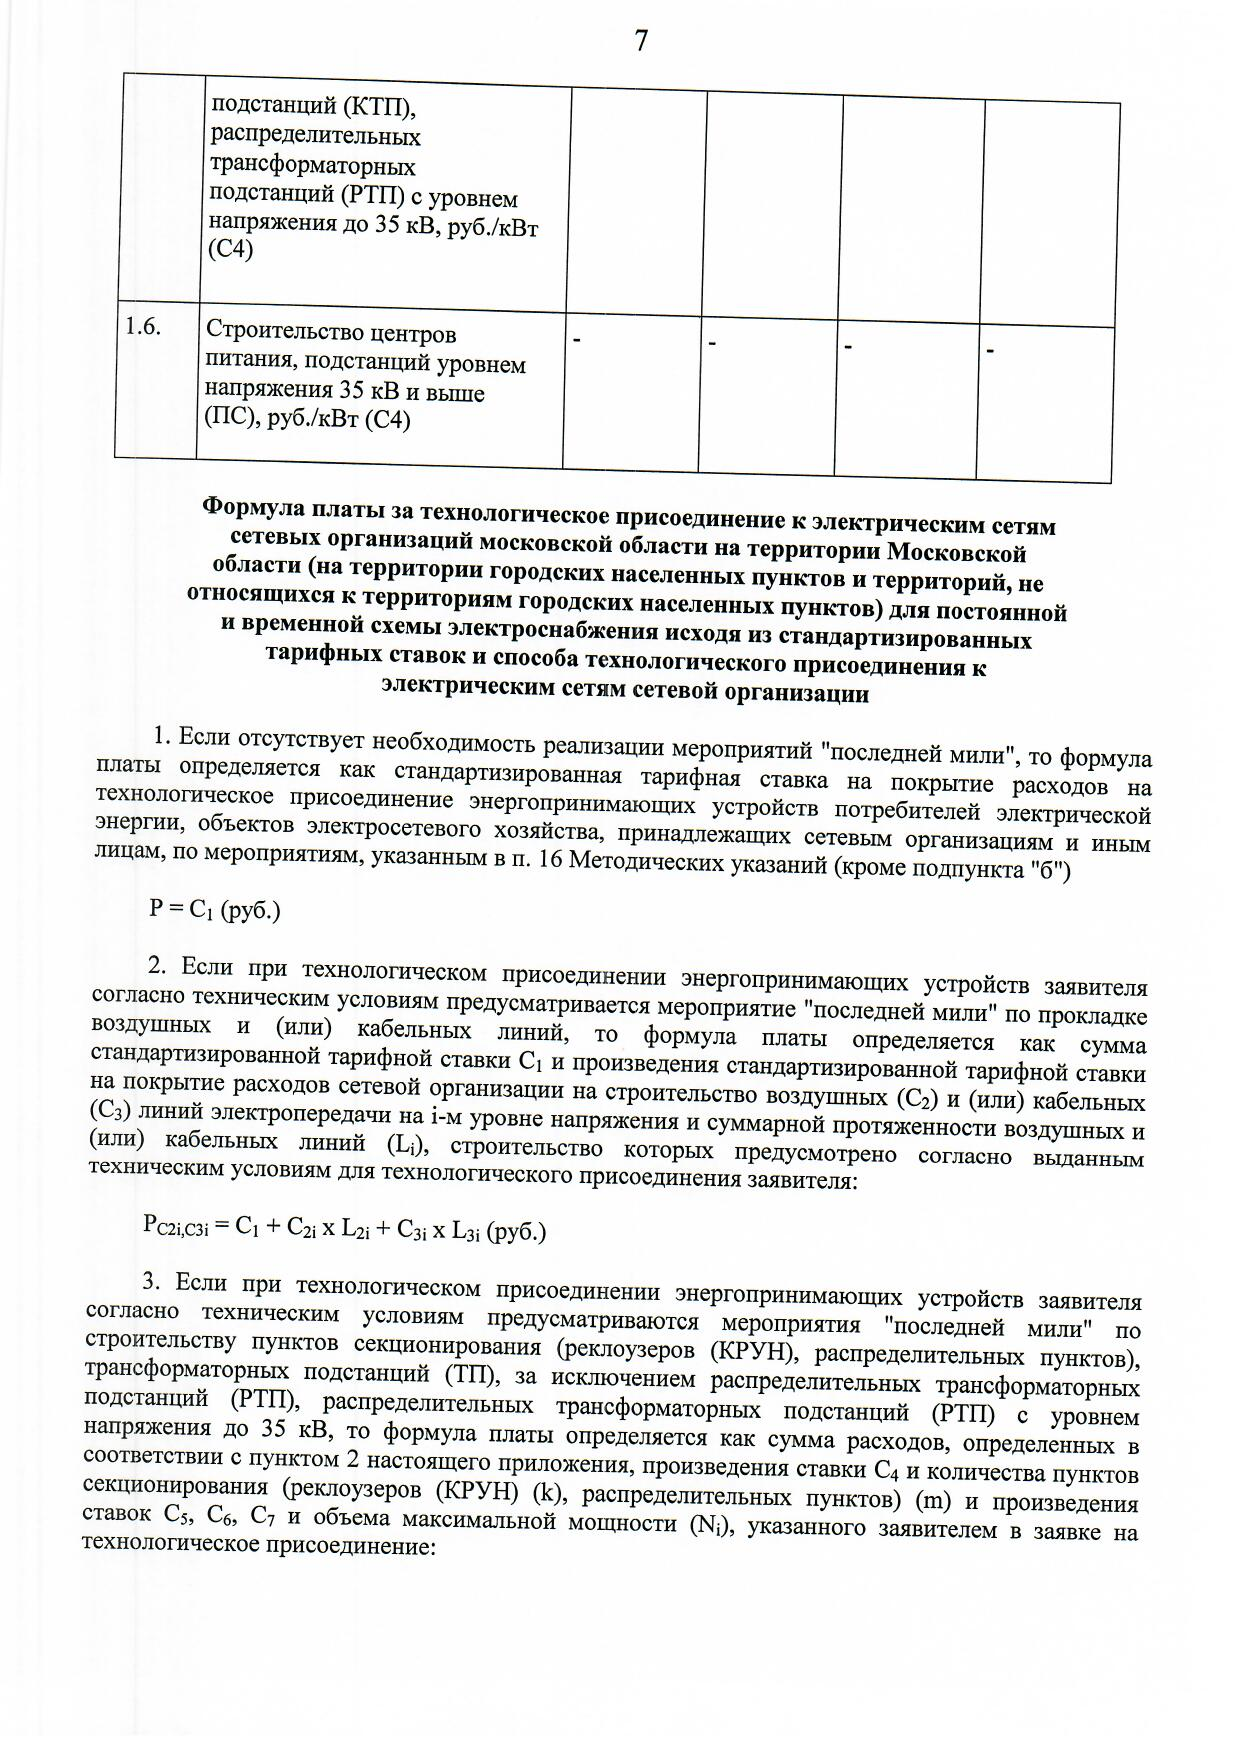 7
подстанций (КТП),
распределительных
трансформаторных
подстанций (РТП) с уровнем
напряжения до 35 кВ, руб./кВт
(С4)
1.6.
Строительство центров
питания, подстанций уровнем
напряжения 35 кВ и выше
(ПС), руб./кВт (С4)
-
-
-
-
Формула платы за технологическое присоединение к электрическим сетям
сетевых организаций московской области на территории Московской
области (на территории городских населенных пунктов и территорий, не
относящихся к территориям городских населенных пунктов) для постоянной
и временной схемы электроснабжения исходя из стандартизированных
тарифных ставок и способа технологического присоединения к
электрическим сетям сетевой организации
1. Если отсутствует необходимость реализации мероприятий "последней мили", то формула
платы определяется как стандартизированная тарифная ставка на покрытие расходов на
технологическое присоединение энергопринимающих устройств потребителей электрической
энергии, объектов электросетевого хозяйства, принадлежащих сетевым организациям и иным
лицам, по мероприятиям, указанным в п. 16 Методических указаний (кроме подпункта "б")
P = C₁ (руб.)
2. Если при технологическом присоединении энергопринимающих устройств заявителя
согласно техническим условиям предусматривается мероприятие "последней мили" по прокладке
воздушных и (или) кабельных линий, то формула платы определяется как сумма
стандартизированной тарифной ставки C₁ и произведения стандартизированной тарифной ставки
на покрытие расходов сетевой организации на строительство воздушных (C₂) и (или) кабельных
(C₃) линий электропередачи на i-м уровне напряжения и суммарной протяженности воздушных и
(или) кабельных линий (Lᵢ), строительство которых предусмотрено согласно выданным
техническим условиям для технологического присоединения заявителя:
PC2i,C3i = C₁ + C₂ᵢ x L₂ᵢ + C₃ᵢ x L₃ᵢ (руб.)
3. Если при технологическом присоединении энергопринимающих устройств заявителя
согласно техническим условиям предусматриваются мероприятия "последней мили" по
строительству пунктов секционирования (реклоузеров (КРУН), распределительных пунктов),
трансформаторных подстанций (ТП), за исключением распределительных трансформаторных
подстанций (РТП), распределительных трансформаторных подстанций (РТП) с уровнем
напряжения до 35 кВ, то формула платы определяется как сумма расходов, определенных в
соответствии с пунктом 2 настоящего приложения, произведения ставки C₄ и количества пунктов
секционирования (реклоузеров (КРУН) (k), распределительных пунктов) (m) и произведения
ставок C₅, C₆, C₇ и объема максимальной мощности (Nᵢ), указанного заявителем в заявке на
технологическое присоединение: